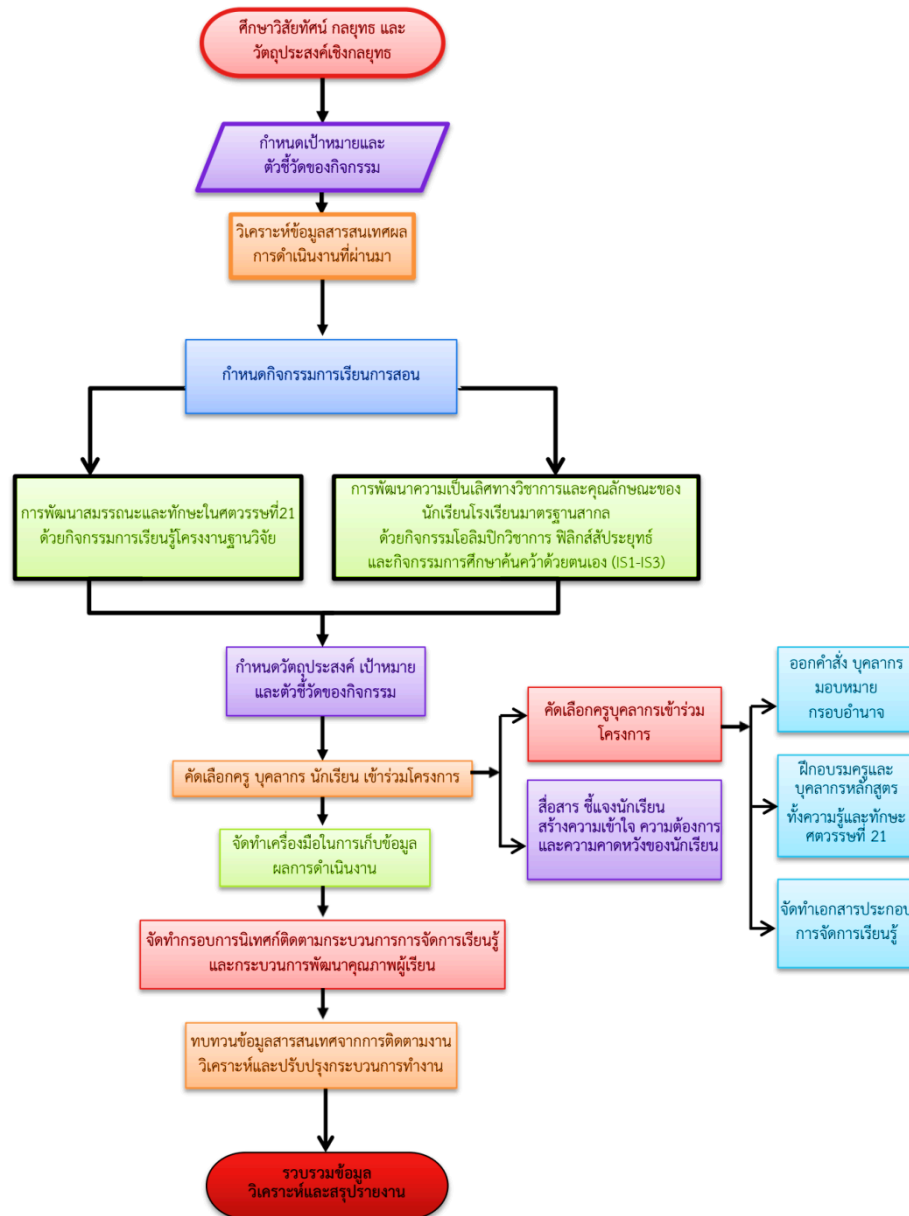 ศึกษาวิสัยทัศน์ กลยุทธ และ
วัตถุประสงค์เชิงกลยุทธ
กำหนดเป้าหมายและ
ตัวชี้วัดของกิจกรรม
วิเคราะห์ข้อมูลสารสนเทศผล
การดำเนินงานที่ผ่านมา
กำหนดกิจกรรมการเรียนการสอน
การพัฒนาสมรรถนะและทักษะในศตวรรษที่21
ด้วยกิจกรรมการเรียนรู้โครงงานฐานวิจัย
การพัฒนาความเป็นเลิศทางวิชาการและคุณลักษณะของ
นักเรียนโรงเรียนมาตรฐานสากล
ด้วยกิจกรรมโอลิมปิกวิชาการ ฟิลิกส์สัประยุทธ์
และกิจกรรมการศึกษาค้นคว้าด้วยตนเอง (IS1-IS3)
กำหนดวัตถุประสงค์ เป้าหมาย
และตัวชี้วัดของกิจกรรม
คัดเลือกครู บุคลากร นักเรียน เข้าร่วมโครงการ
คัดเลือกครูบุคลากรเข้าร่วม
โครงการ
สื่อสาร ชี้แจงนักเรียน
สร้างความเข้าใจ ความต้องการ
และความคาดหวังของนักเรียน
ออกคำสั่ง บุคลากร
มอบหมาย
กรอบอำนาจ
ฝึกอบรมครูและ
บุคลากรหลักสูตร
ทั้งความรู้และทักษะ
ศตวรรษที่ 21
จัดทำเอกสารประกอบ
การจัดการเรียนรู้
จัดทำเครื่องมือในการเก็บข้อมูล
ผลการดำเนินงาน
จัดทำกรอบการนิเทศก์ติดตามกระบวนการการจัดการเรียนรู้
และกระบวนการพัฒนาคุณภาพผู้เรียน
ทบทวนข้อมูลสารสนเทศจากการติดตามงาน
วิเคราะห์และปรับปรุงกระบวนการทำงาน
รวบรวมข้อมูล
วิเคราะห์และสรุปรายงาน